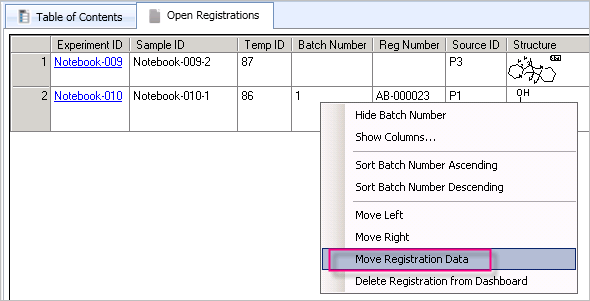 Table of Contents Open Registrations
Experiment ID Sample ID Temp ID Batch Number Reg Number Source ID Structure
1 Notebook-009 Notebook-009-2 87 P3
2 Notebook-010 Notebook-010-1 86 1 AB-000023 P1 OH
Hide Batch Number
Show Columns...
Sort Batch Number Ascending
Sort Batch Number Descending
Move Left
Move Right
Move Registration Data
Delete Registration from Dashboard